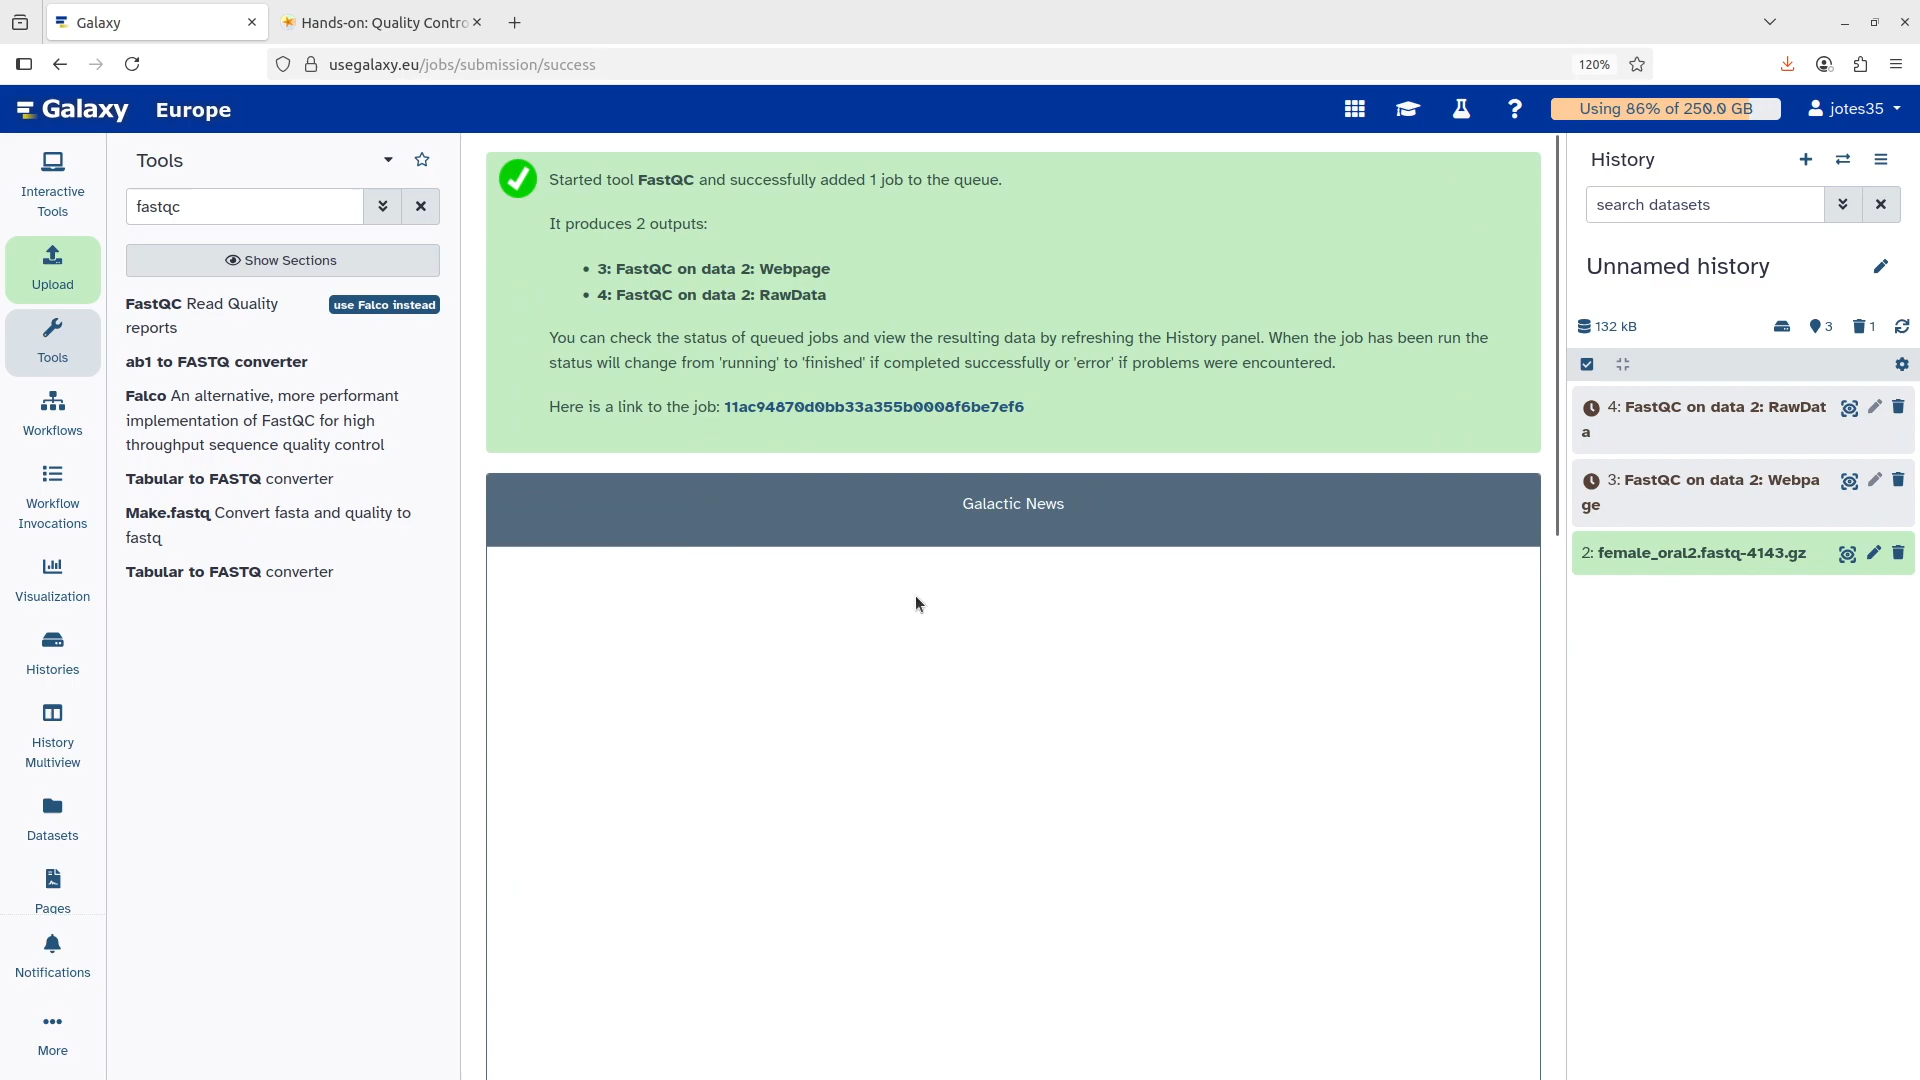 Galaxy
Hands-on: Quality Contro
usegalaxy.eu/jobs/submission/success
120%
Galaxy Europe
Using 86% of 250.0 GB
jotes35
Interactive Tools
Upload
Tools
Workflows
Workflow Invocations
Visualization
Histories
History Multiview
Datasets
Pages
Notifications
More
Tools
fastqc
Show Sections
FastQC Read Quality reports
use Falco instead
ab1 to FASTQ converter
Falco An alternative, more performant
implementation of FastQC for high
throughput sequence quality control
Tabular to FASTQ converter
Make.fastq Convert fasta and quality to
fastq
Tabular to FASTQ converter
Started tool FastQC and successfully added 1 job to the queue.
It produces 2 outputs:
• 3: FastQC on data 2: Webpage
• 4: FastQC on data 2: RawData
You can check the status of queued jobs and view the resulting data by refreshing the History panel. When the job has been run the
status will change from 'running' to 'finished' if completed successfully or 'error' if problems were encountered.
Here is a link to the job: 11ac94870d0bb33a355b0008f6be7ef6
Galactic News
History
search datasets
Unnamed history
132 kB
3
1
4: FastQC on data 2: RawDat
a
3: FastQC on data 2: Webpa
ge
2: female_oral2.fastq-4143.gz